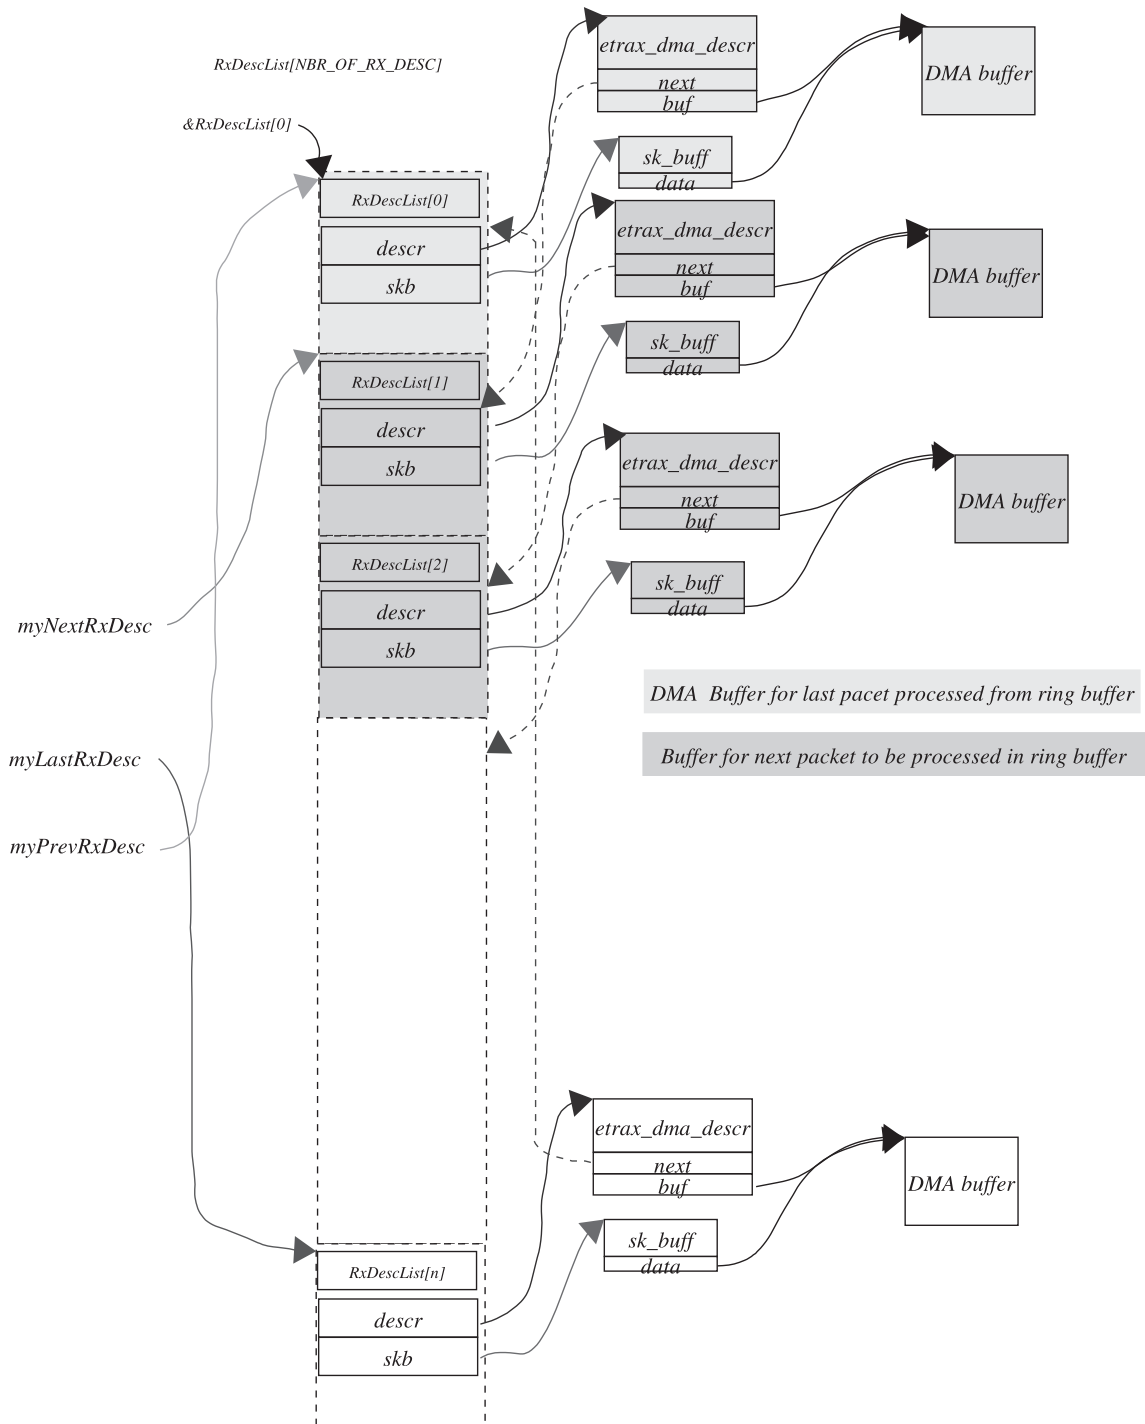 RxDescList[NBR_OF_RX_DESC]
&RxDescList[0]
etrax_dma_descr
next
buf
DMA buffer
sk_buff
data
RxDescList[0]
descr
skb
etrax_dma_descr
next
buf
DMA buffer
sk_buff
data
RxDescList[1]
descr
skb
etrax_dma_descr
next
buf
DMA buffer
sk_buff
data
RxDescList[2]
descr
skb
myNextRxDesc
DMA Buffer for last pacet processed from ring buffer
Buffer for next packet to be processed in ring buffer
myLastRxDesc
myPrevRxDesc
etrax_dma_descr
next
buf
DMA buffer
sk_buff
data
RxDescList[n]
descr
skb